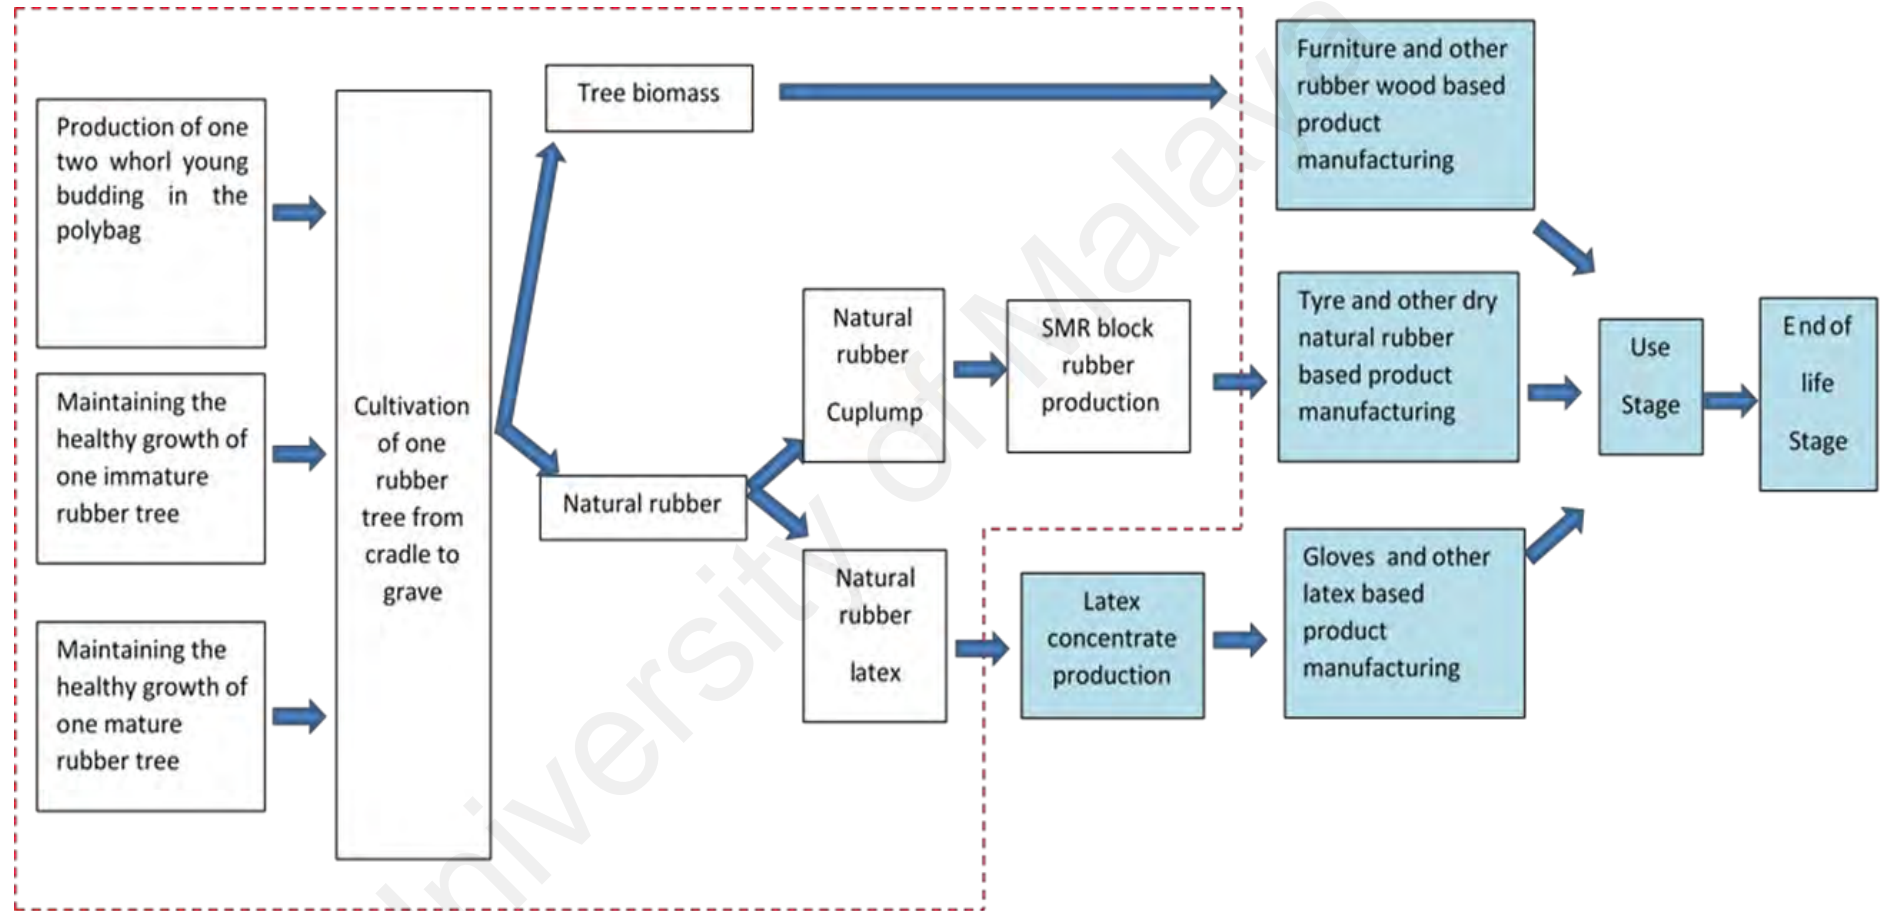 Production of one
two whorl young
budding in the
polybag
Maintaining the
healthy growth of
one immature
rubber tree
Maintaining the
healthy growth of
one mature
rubber tree
Cultivation
of one
rubber
tree from
cradle to
grave
Tree biomass
Natural rubber
Natural
rubber
Cuplump
SMR block
rubber
production
Natural
rubber
latex
Latex
concentrate
production
Furniture and other
rubber wood based
product
manufacturing
Tyre and other dry
natural rubber
based product
manufacturing
Gloves and other
latex based
product
manufacturing
Use
Stage
End of
life
Stage
University of Malaya